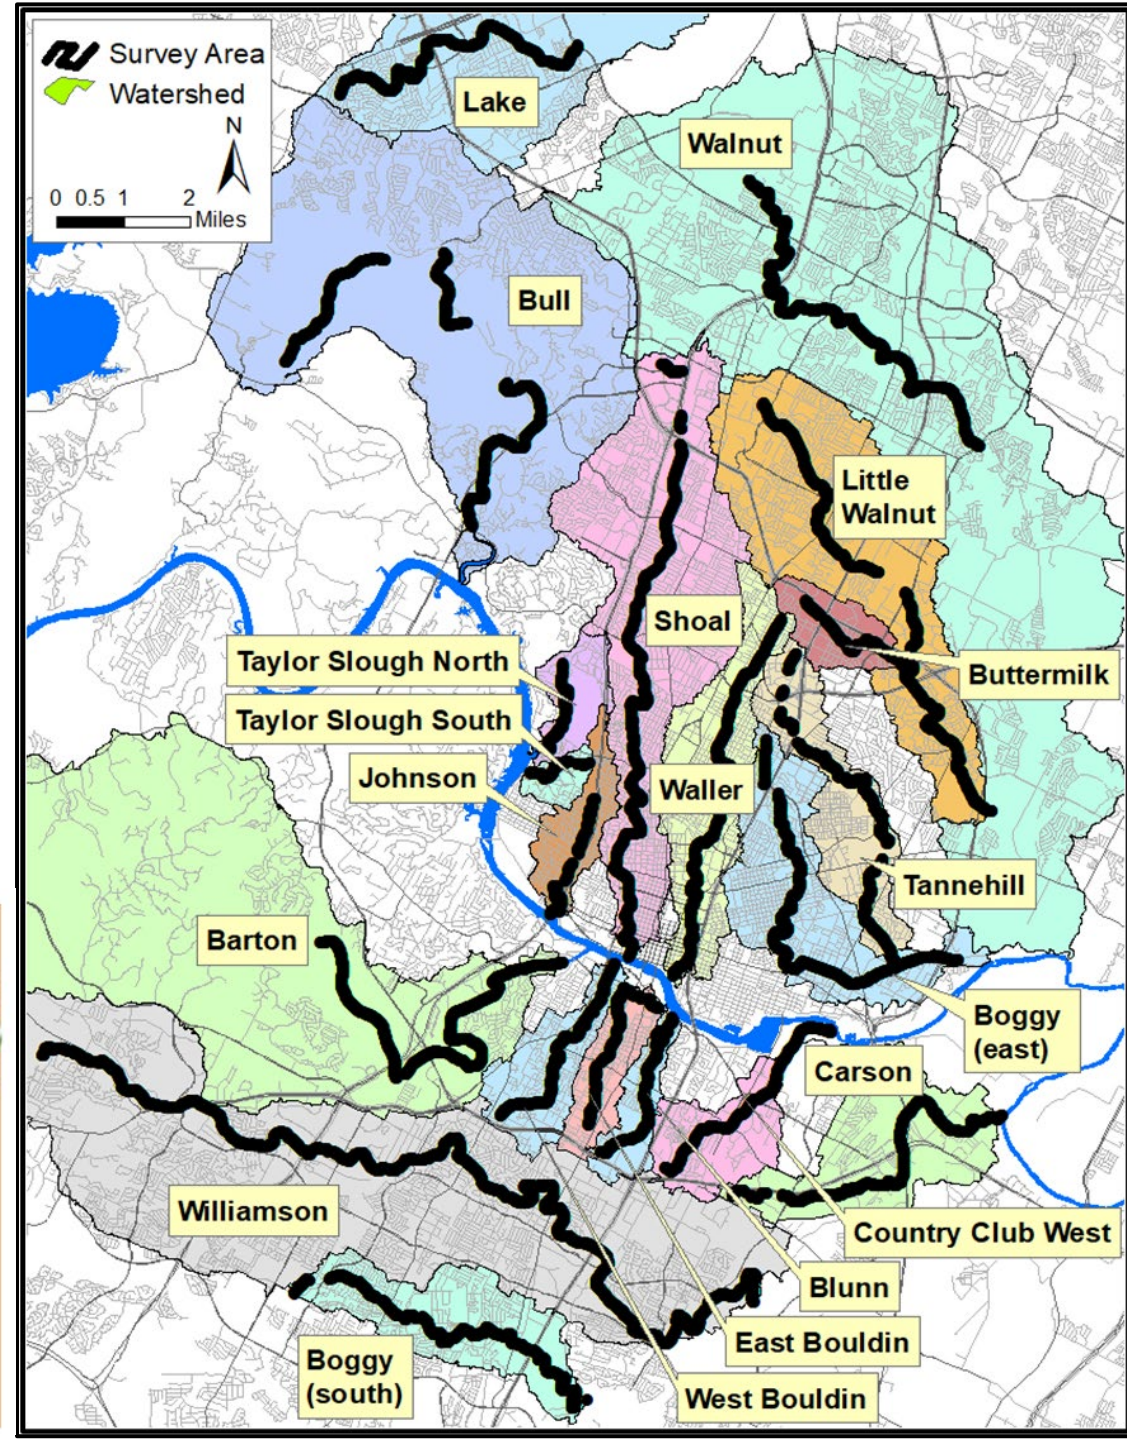 Survey Area
Watershed
N
0 0.5 1 2
Miles
Lake
Walnut
Bull
Little
Walnut
Shoal
Taylor Slough North
Buttermilk
Taylor Slough South
Johnson
Waller
Tannehill
Barton
Boggy
(east)
Carson
Williamson
Country Club West
Blunn
East Bouldin
Boggy
(south)
West Bouldin